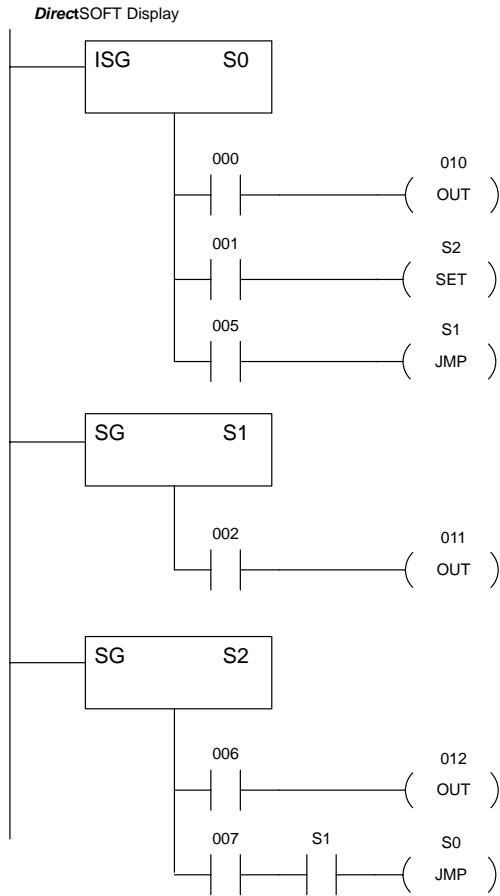 DirectSOFT Display
ISG S0
000 010
OUT
001 S2
SET
005 S1
JMP
SG S1
002 011
OUT
SG S2
006 012
OUT
007 S1 S0
JMP